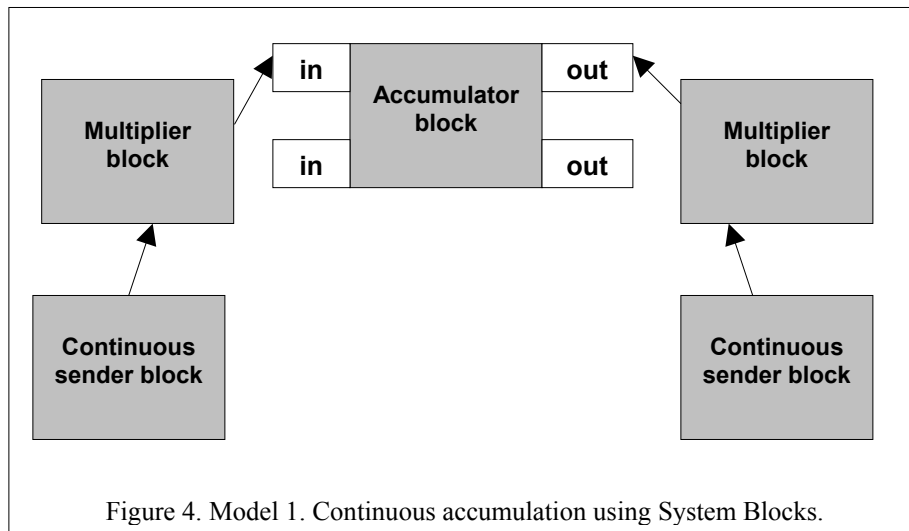 in
Accumulator
block
out
in
out
Multiplier
block
Multiplier
block
Continuous
sender block
Continuous
sender block
Figure 4. Model 1. Continuous accumulation using System Blocks.